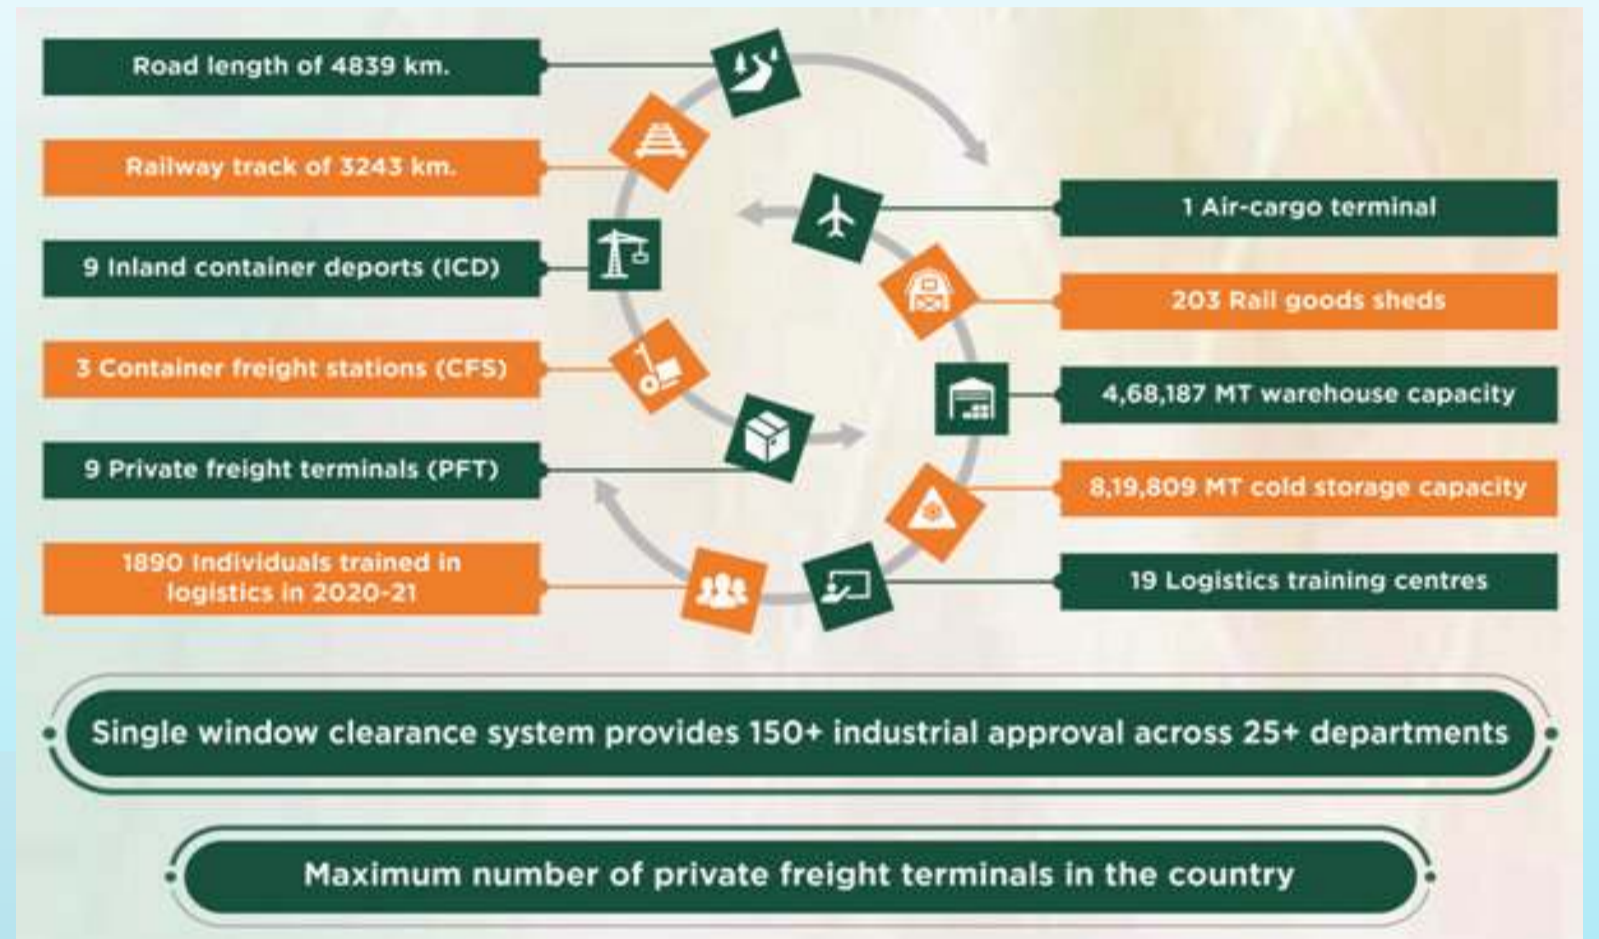 Road length of 4839 km.
Railway track of 3243 km.
9 Inland container deports (ICD)
3 Container freight stations (CFS)
9 Private freight terminals (PFT)
1890 Individuals trained in
logistics in 2020-21
1 Air-cargo terminal
203 Rail goods sheds
4,68,187 MT warehouse capacity
8,19,809 MT cold storage capacity
19 Logistics training centres
Single window clearance system provides 150+ industrial approval across 25+ departments
Maximum number of private freight terminals in the country